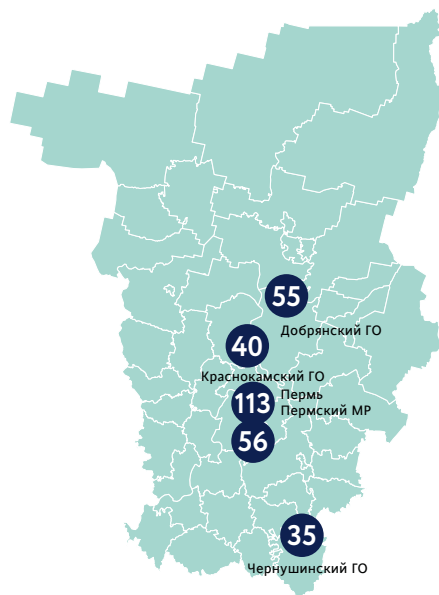 55
Добрянский ГО
40
Краснокамский ГО
113
Пермь
Пермский МР
56
35
Чернушинский ГО